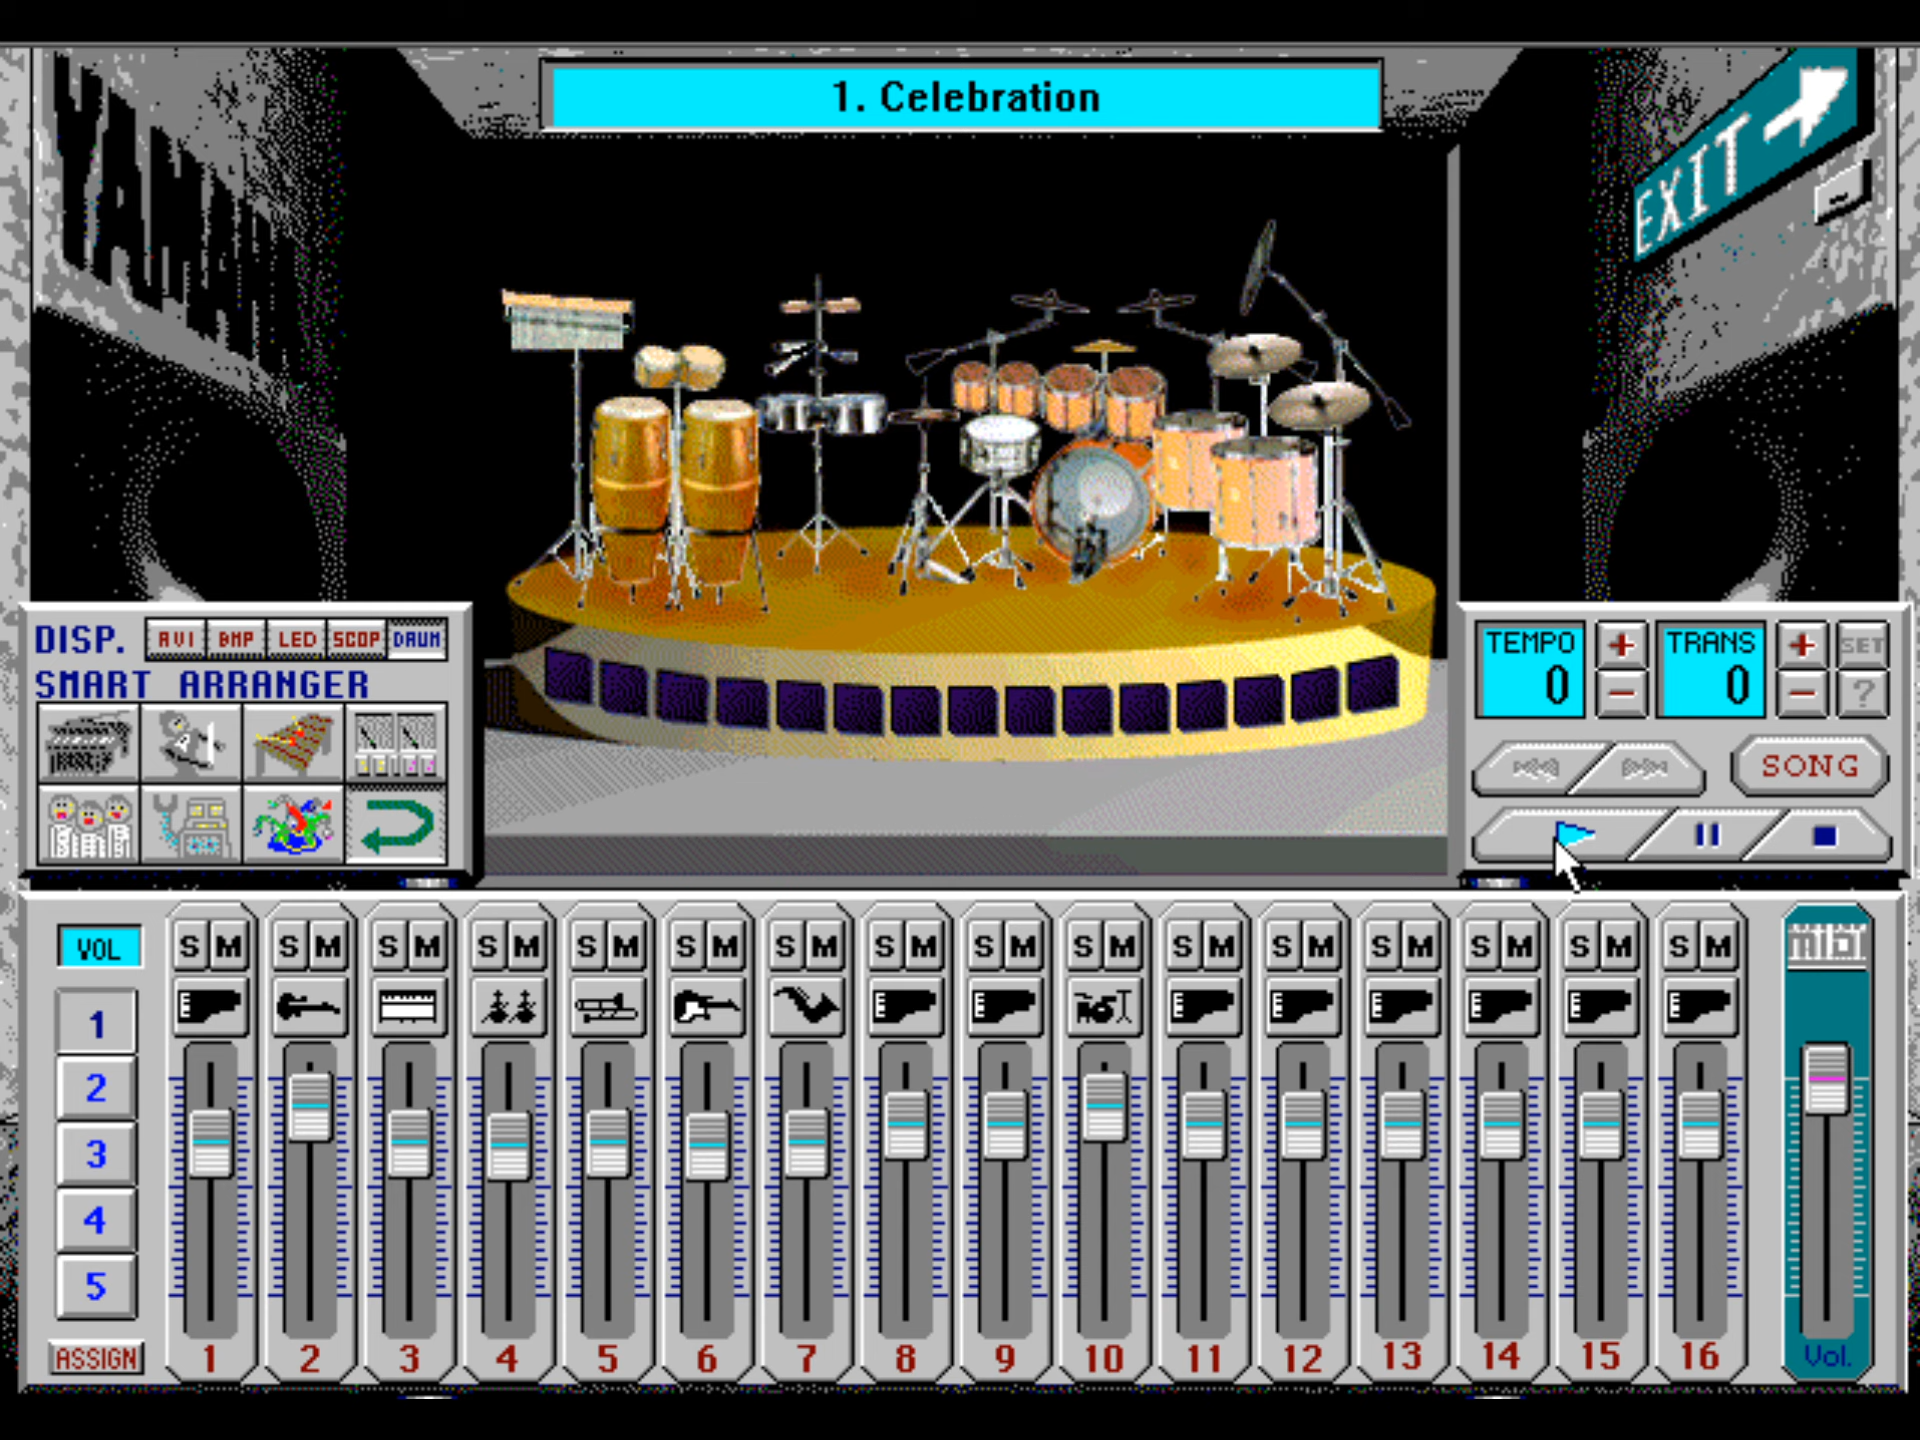 1. Celebration
YAMAHA
EXIT
DISP.
AVI BMP LED SCOP DRUM
SMART ARRANGER
TEMPO
0
+
-
TRANS
0
+
-
SET
?
SONG
VOL
1
2
3
4
5
ASSIGN
S M S M S M S M S M S M S M S M S M S M S M S M S M S M S M S M
1 2 3 4 5 6 7 8 9 10 11 12 13 14 15 16
MIDI
Vol.